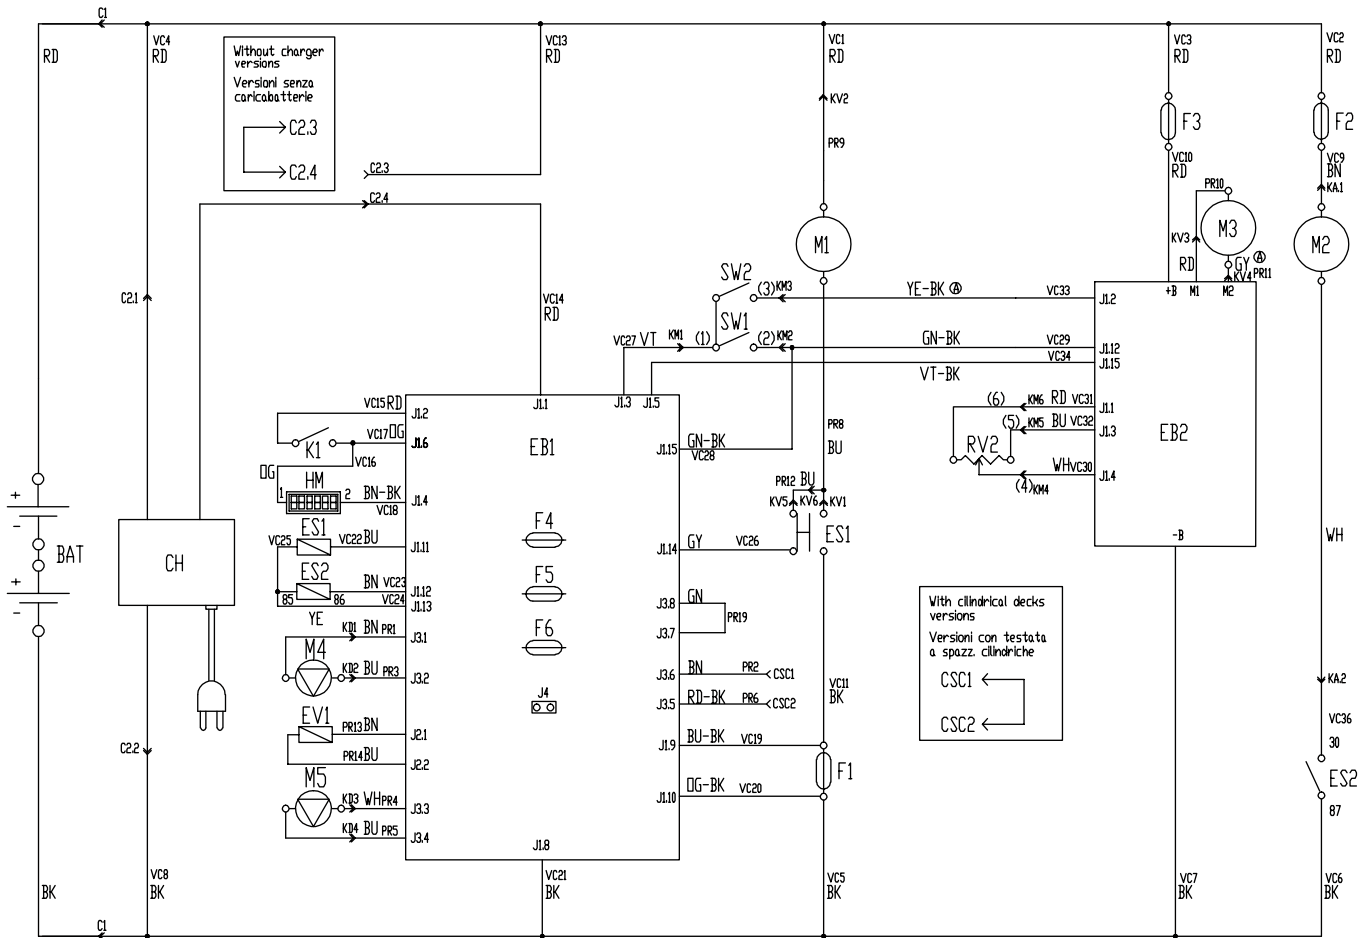 C1
RD
VC4
RD
Without charger
versions
Versioni senza
caricabatterie
C2.3
C2.4
VC13
RD
VC1
RD
VC3
RD
VC2
RD
KV2
F3
F2
PR9
VC10
RD
VC9
BN
KA.1
C2.3
C2.4
PR10
M3
M1
M2
KV3
RD
GY A
KV4 PR11
C2.1
SW2
(3) KM3
YE-BK A
VC33
+B
M1
M2
J1.2
VC14
RD
SW1
VC27 VT
KM1
(1)
(2) KM2
GN-BK
VC29
J1.12
VC34
J1.15
VT-BK
J1.1
J1.3
J1.5
VC15 RD
J1.2
(6)
KM6 RD VC31
J1.1
K1
VC17 OG
J1.6
EB1
PR8
BU
(5)
KM5 BU VC32
J1.3
EB2
VC16
J1.15
GN-BK
VC28
RV2
WH VC30
J1.4
(4) KM4
OG
HM
1
2
BN-BK
VC18
J1.4
PR12 BU
KV5
KV6
KV1
ES1
VC25
VC22 BU
J1.11
F4
J1.14
GY
VC26
ES1
-B
BAT
+
-
+
-
CH
WH
ES2
85
86
BN VC23
J1.12
VC24
J1.13
YE
F5
J3.8
GN
PR19
J3.7
With cilindrical decks
versions
Versioni con testata
a spazz. cilindriche
CSC1
CSC2
KD1 BN PR1
J3.1
F6
M4
KD2 BU PR3
J3.2
J3.6
BN
PR2
CSC1
J4
J3.5
RD-BK
PR6
CSC2
VC11
BK
KA.2
EV1
PR13 BN
J2.1
VC36
30
C2.2
PR14 BU
J2.2
J1.9
BU-BK
VC19
M5
F1
ES2
KD3 WH PR4
J3.3
J1.10
OG-BK
VC20
87
KD4 BU PR5
J3.4
J1.8
BK
VC8
BK
VC21
BK
VC5
BK
VC7
BK
VC6
BK
C1